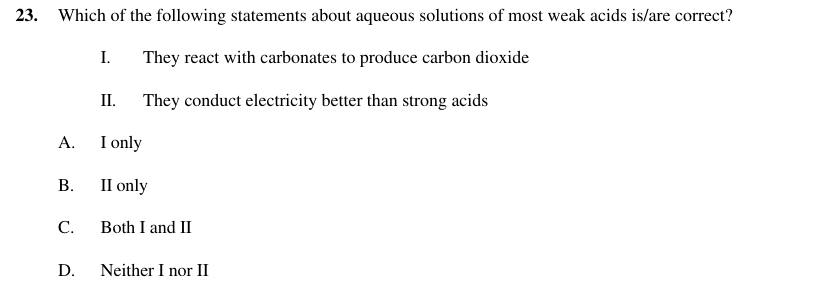 23. Which of the following statements about aqueous solutions of most weak acids is/are correct?
I. They react with carbonates to produce carbon dioxide
II. They conduct electricity better than strong acids
A. I only
B. II only
C. Both I and II
D. Neither I nor II